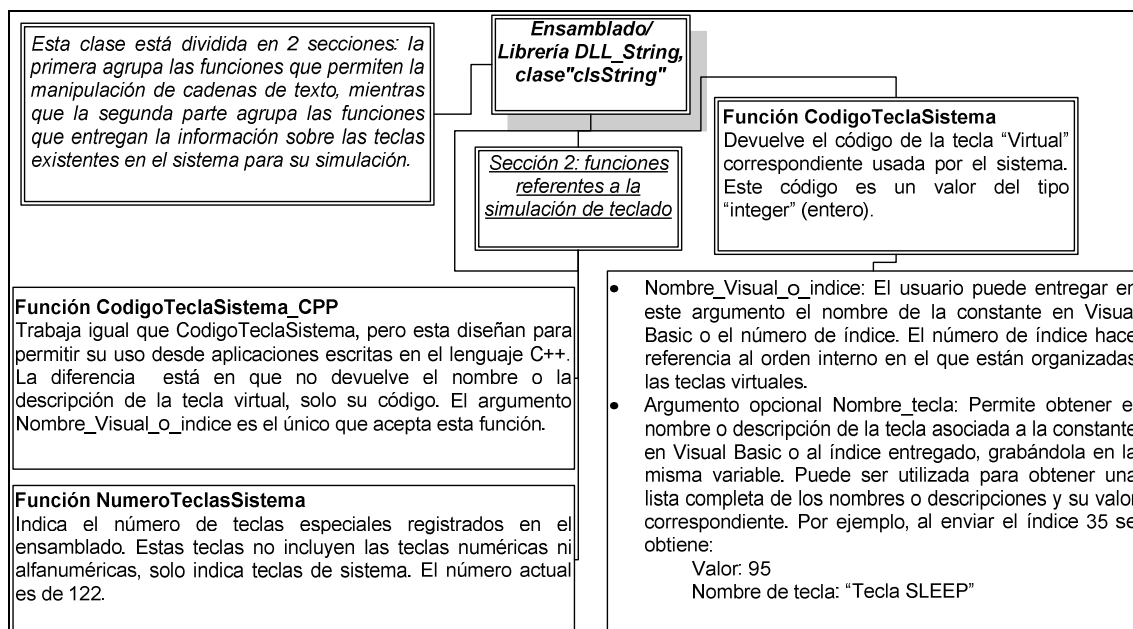 Esta clase está dividida en 2 secciones: la
primera agrupa las funciones que permiten la
manipulación de cadenas de texto, mientras
que la segunda parte agrupa las funciones
que entregan la información sobre las teclas
existentes en el sistema para su simulación.
Ensamblado/
Librería DLL_String,
clase"clsString"
Sección 2: funciones
referentes a la
simulación de teclado
Función CodigoTeclaSistema
Devuelve el código de la tecla “Virtual”
correspondiente usada por el sistema.
Este código es un valor del tipo
“integer” (entero).
Función CodigoTeclaSistema_CPP
Trabaja igual que CodigoTeclaSistema, pero esta diseñan para
permitir su uso desde aplicaciones escritas en el lenguaje C++.
La diferencia está en que no devuelve el nombre o la
descripción de la tecla virtual, solo su código. El argumento
Nombre_Visual_o_indice es el único que acepta esta función.
Función NumeroTeclasSistema
Indica el número de teclas especiales registrados en el
ensamblado. Estas teclas no incluyen las teclas numéricas ni
alfanuméricas, solo indica teclas de sistema. El número actual
es de 122.
• Nombre_Visual_o_indice: El usuario puede entregar en
este argumento el nombre de la constante en Visual
Basic o el número de índice. El número de índice hace
referencia al orden interno en el que están organizadas
las teclas virtuales.
• Argumento opcional Nombre_tecla: Permite obtener el
nombre o descripción de la tecla asociada a la constante
en Visual Basic o al índice entregado, grabándola en la
misma variable. Puede ser utilizada para obtener una
lista completa de los nombres o descripciones y su valor
correspondiente. Por ejemplo, al enviar el índice 35 se
obtiene:
Valor: 95
Nombre de tecla: “Tecla SLEEP”